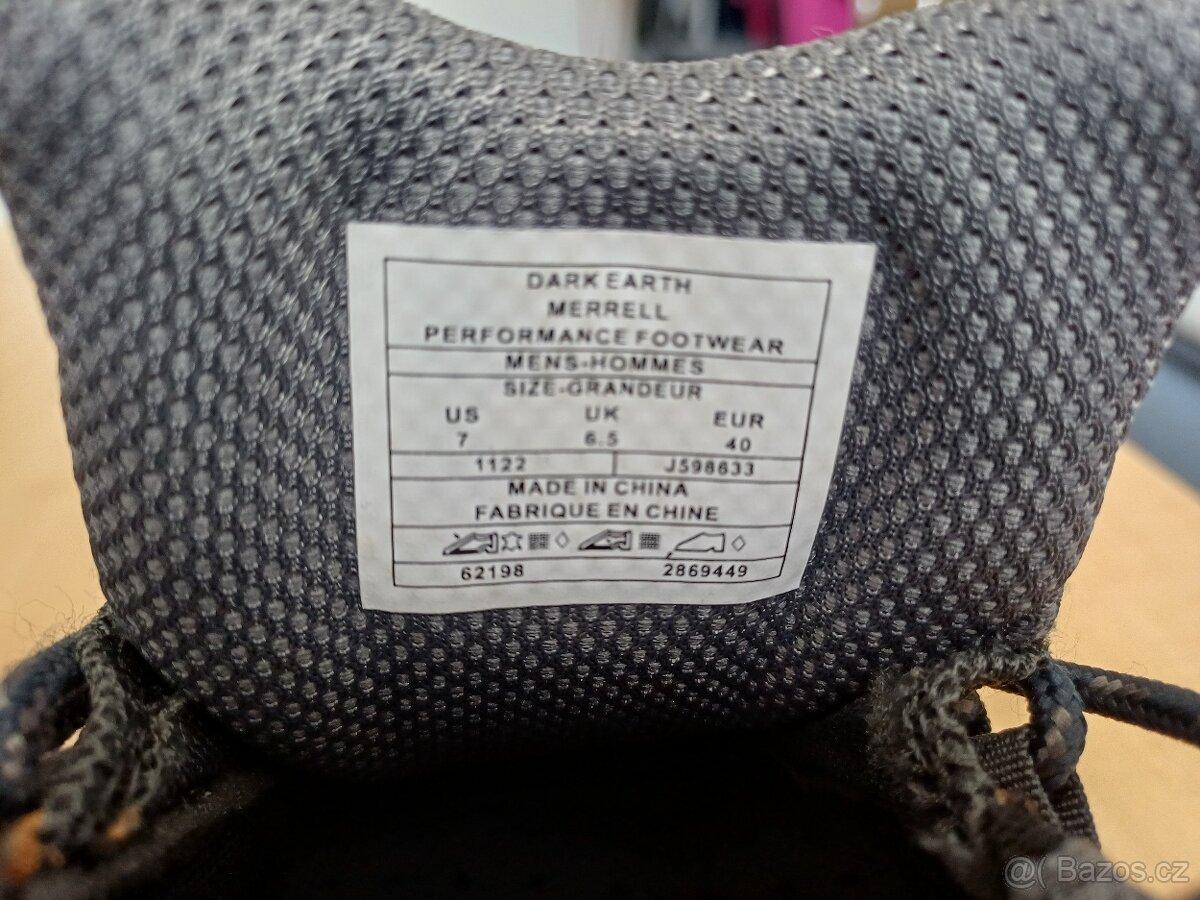 DARK EARTH
MERRELL
PERFORMANCE FOOTWEAR
MENS-HOMMES
SIZE-GRANDEUR
US UK EUR
7 6.5 40
1122 J598633
MADE IN CHINA
FABRIQUE EN CHINE
62198 2869449
@( Bazos.cz